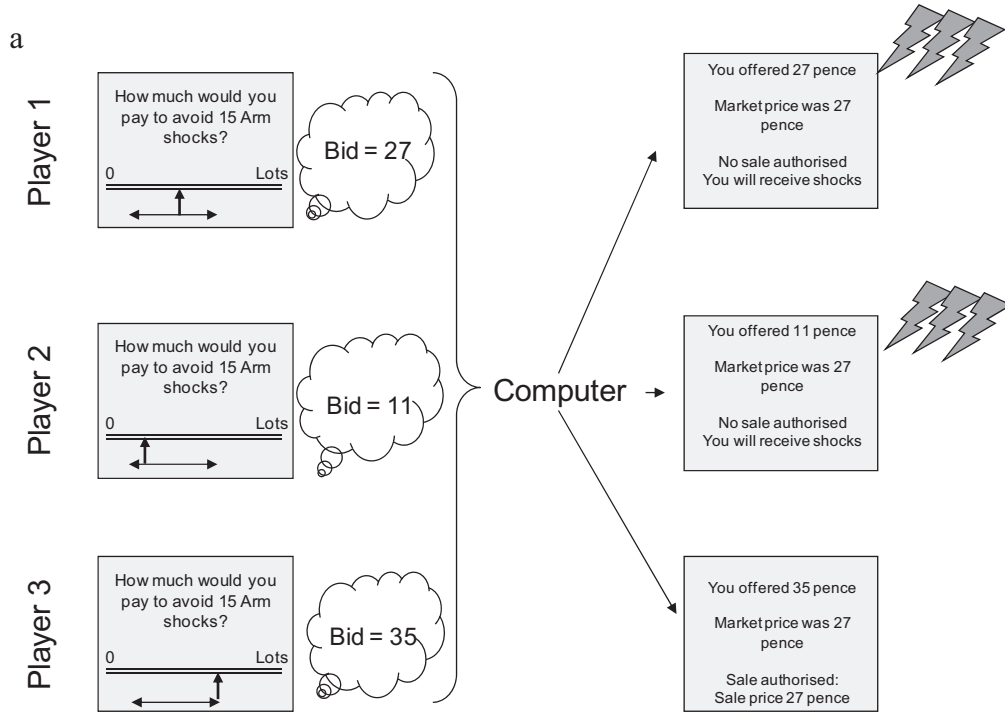 a
Player 1
How much would you
pay to avoid 15 Arm
shocks?
0 Lots
Bid = 27
You offered 27 pence
Market price was 27
pence
No sale authorised
You will receive shocks
Player 2
How much would you
pay to avoid 15 Arm
shocks?
0 Lots
Bid = 11
Computer
You offered 11 pence
Market price was 27
pence
No sale authorised
You will receive shocks
Player 3
How much would you
pay to avoid 15 Arm
shocks?
0 Lots
Bid = 35
You offered 35 pence
Market price was 27
pence
Sale authorised:
Sale price 27 pence